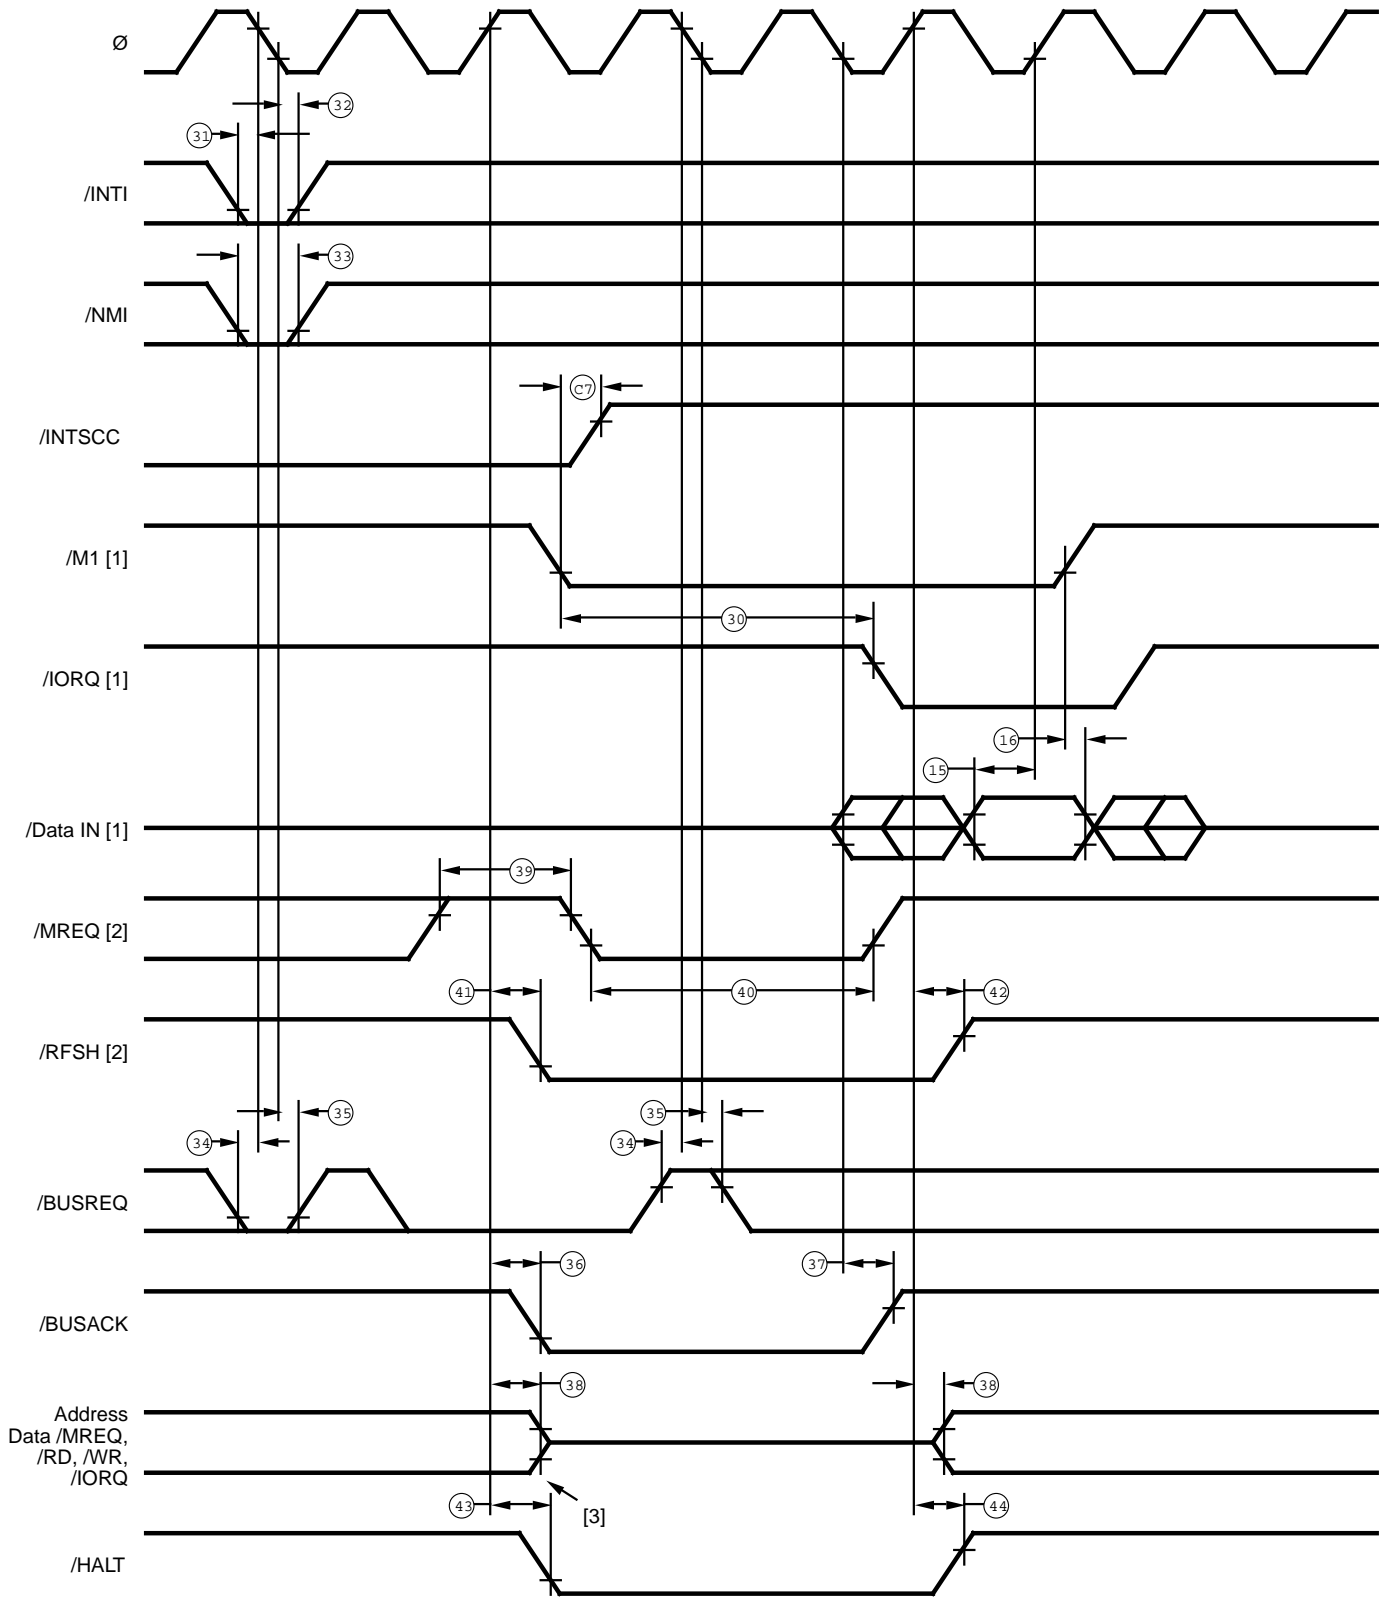 Ø
32
31
/INTI
33
/NMI
C7
/INTSCC
/M1 [1]
30
/IORQ [1]
16
15
/Data IN [1]
39
/MREQ [2]
41
40
42
/RFSH [2]
35
35
34
34
/BUSREQ
36
37
/BUSACK
38
38
Address
Data /MREQ,
/RD, /WR,
/IORQ
43
[3]
44
/HALT